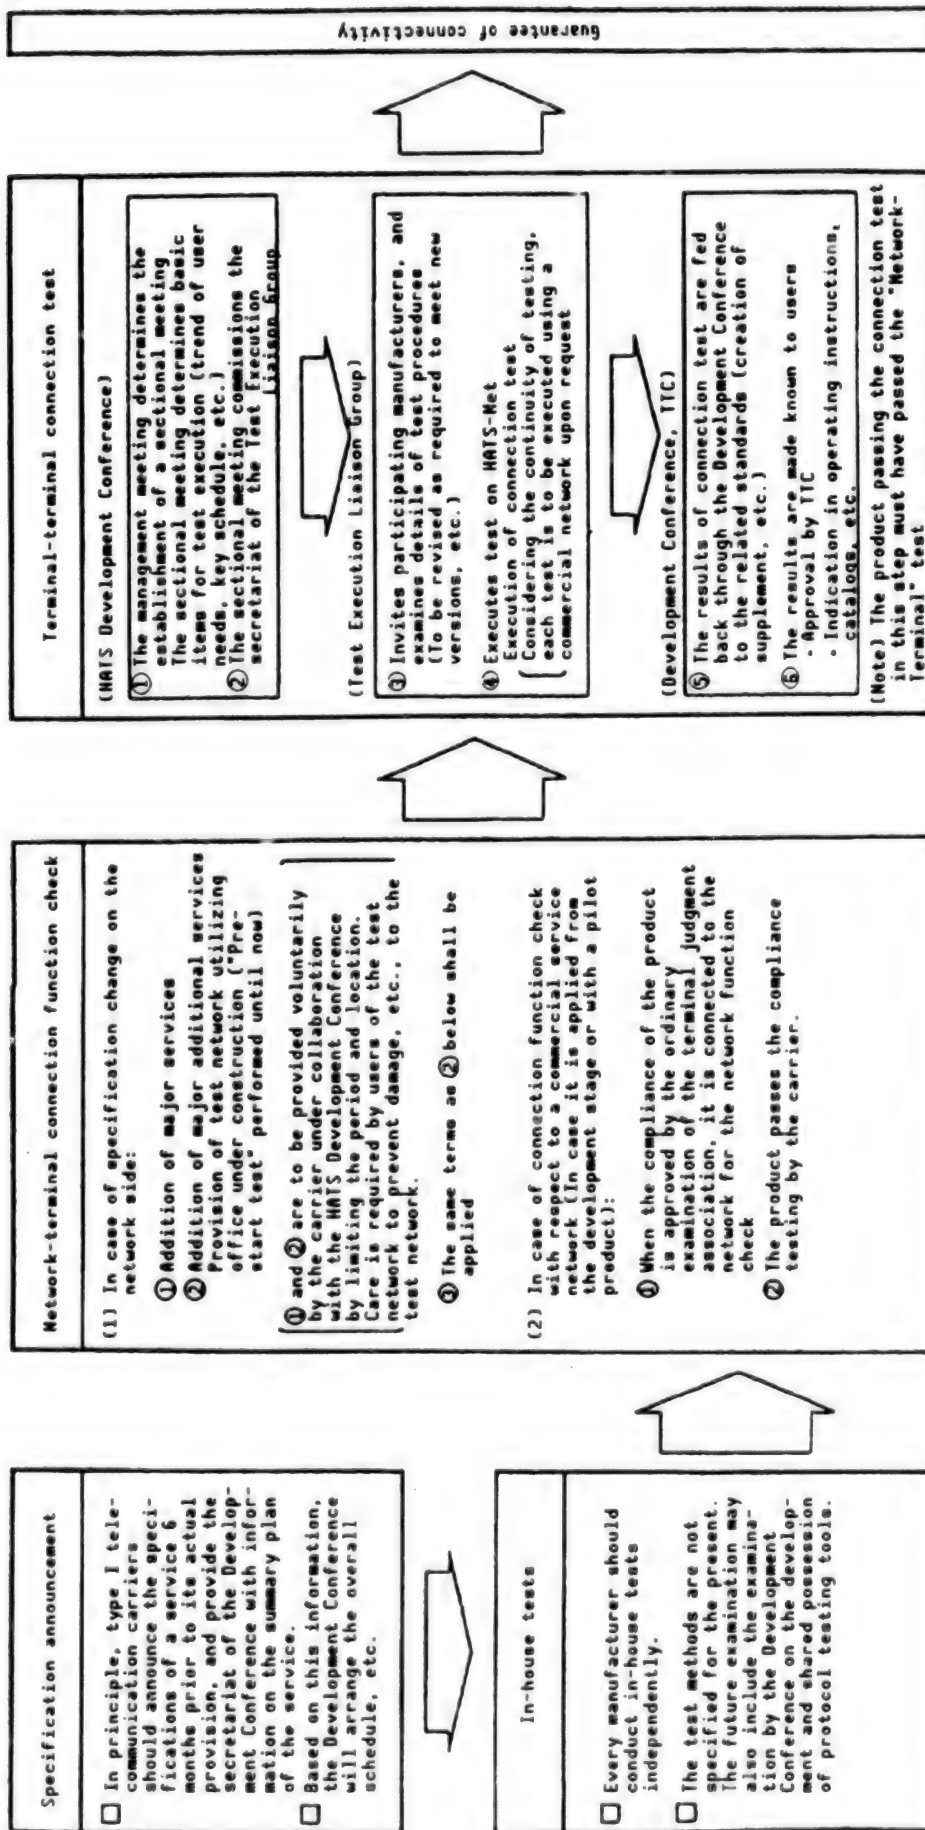 Specification announcement
□ In principle, type I tele-
communication carriers
should announce the speci-
fications of a service 6
months prior to its actual
provision, and provide the
secretariat of the Develop-
ment Conference with infor-
mation on the summary plan
of the service.
□ Based on this information,
the Development Conference
will arrange the overall
schedule, etc.
In-house tests
□ Every manufacturer should
conduct in-house tests
independently.
□ The test methods are not
specified for the present.
The future examination may
also include the examina-
tion by the Development
Conference on the develop-
ment and shared possession
of protocol testing tools.
Network-terminal connection function check
(1) In case of specification change on the
network side:
① Addition of major services
② Addition of major additional services
Provision of test network utilizing
office under construction ("Pre-
start test" performed until now)
① and ② are to be provided voluntarily
by the carrier under collaboration
with the HATS Development Conference
by limiting the period and location.
Care is required by users of the test
network to prevent damage, etc., to the
test network.
③ The same terms as ② below shall be
applied
(2) In case of connection function check
with respect to a commercial service
network (In case it is applied from
the development stage or with a pilot
product):
① When the compliance of the product
is approved by the ordinary
examination of the terminal judgment
association, it is connected to the
network for the network function
check
② The product passes the compliance
testing by the carrier.
Terminal-terminal connection test
(HATS Development Conference)
① The management meeting determines the
establishment of a sectional meeting
The sectional meeting determines basic
items for test execution (trend of user
needs, key schedule, etc.)
② The sectional meeting commissions the
secretariat of the Test Execution
Liaison Group
(Test Execution Liaison Group)
③ Invites participating manufacturers, and
examines details of test procedures
(To be revised as required to meet new
versions, etc.)
④ Executes test on HATS-Net
Execution of connection test
Considering the continuity of testing,
each test is to be executed using a
commercial network upon request
(Development Conference, TTC)
⑤ The results of connection test are fed
back through the Development Conference
to the related standards (creation of
supplement, etc.)
⑥ The results are made known to users
· Approval by TTC
· Indication in operating instructions,
catalogs, etc.
(Note) The product passing the connection test
in this step must have passed the "Network-
Terminal" test
Guarantee of connectivity